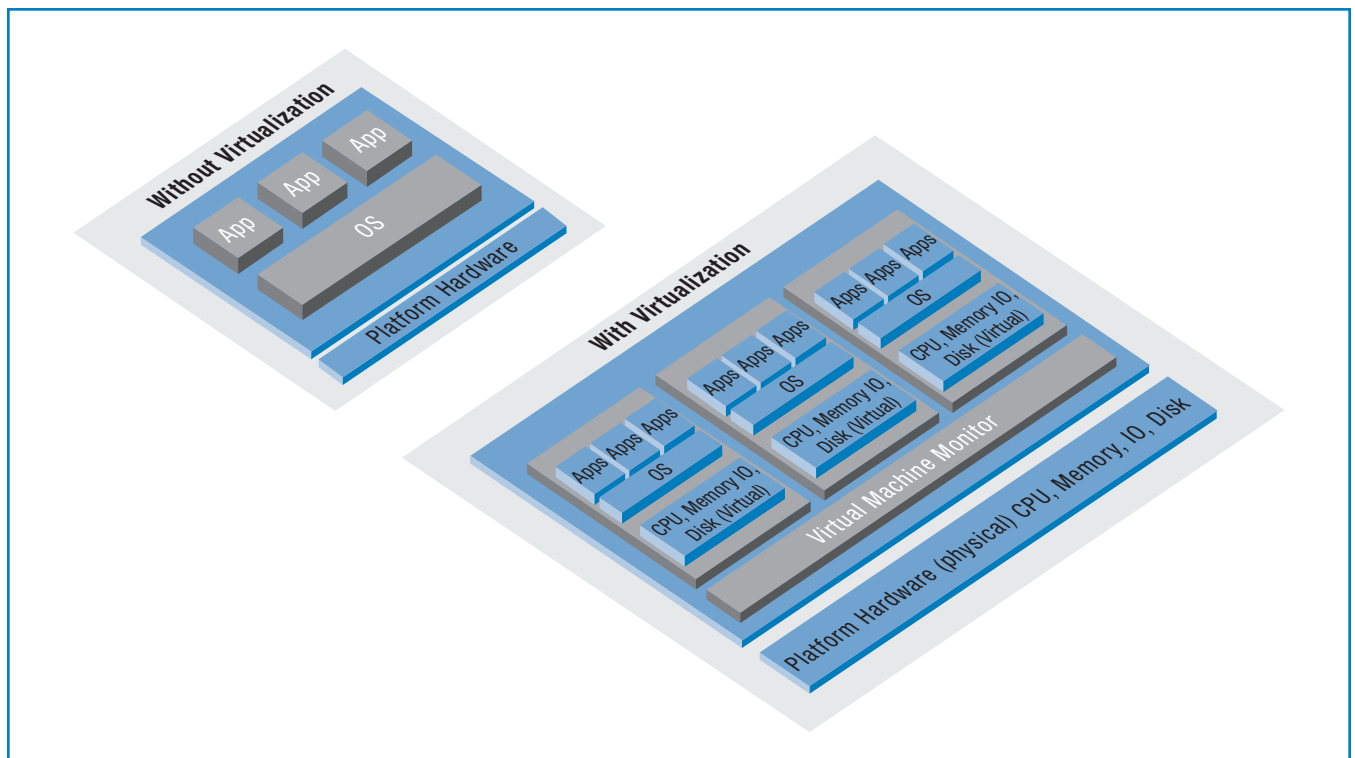 Without Virtualization
App
App
App
OS
Platform Hardware
With Virtualization
Apps
Apps
Apps
OS
CPU, Memory IO,
Disk (Virtual)
Apps
Apps
Apps
OS
CPU, Memory IO,
Disk (Virtual)
Apps
Apps
Apps
OS
CPU, Memory IO,
Disk (Virtual)
Virtual Machine Monitor
Platform Hardware (physical) CPU, Memory, IO, Disk